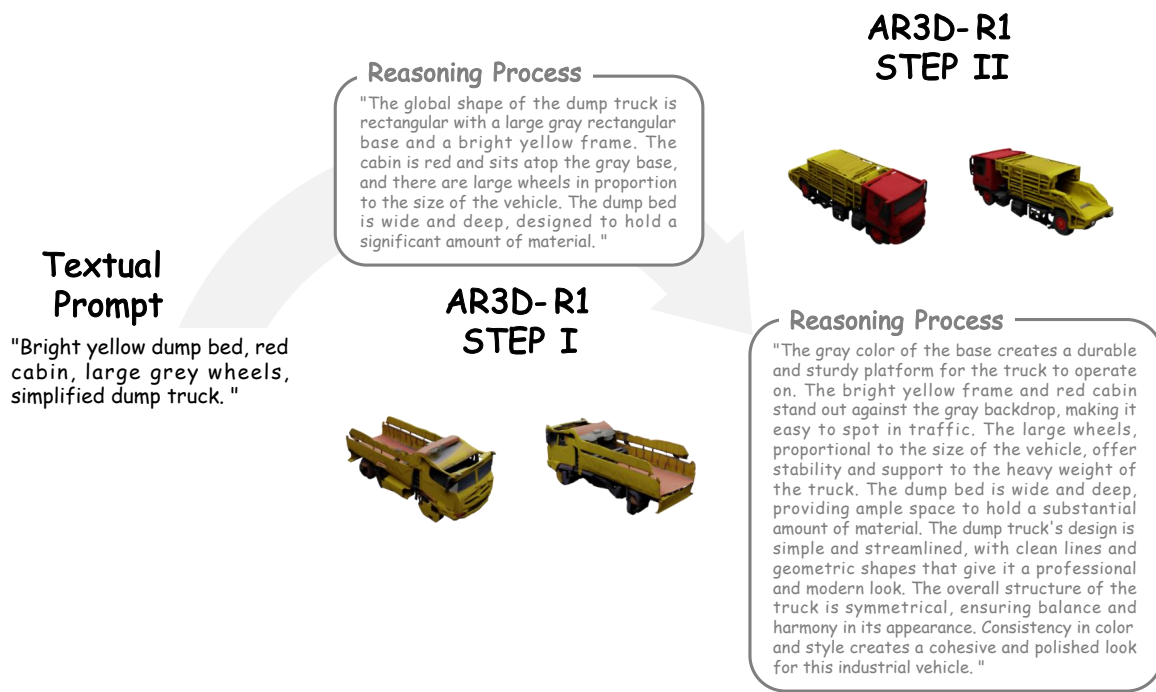 Textual
Prompt
"Bright yellow dump bed, red
cabin, large grey wheels,
simplified dump truck. "
Reasoning Process
"The global shape of the dump truck is
rectangular with a large gray rectangular
base and a bright yellow frame. The
cabin is red and sits atop the gray base,
and there are large wheels in proportion
to the size of the vehicle. The dump bed
is wide and deep, designed to hold a
significant amount of material. "
AR3D-R1
STEP I
AR3D-R1
STEP II
Reasoning Process
"The gray color of the base creates a durable
and sturdy platform for the truck to operate
on. The bright yellow frame and red cabin
stand out against the gray backdrop, making it
easy to spot in traffic. The large wheels,
proportional to the size of the vehicle, offer
stability and support to the heavy weight of
the truck. The dump bed is wide and deep,
providing ample space to hold a substantial
amount of material. The dump truck's design is
simple and streamlined, with clean lines and
geometric shapes that give it a professional
and modern look. The overall structure of the
truck is symmetrical, ensuring balance and
harmony in its appearance. Consistency in color
and style creates a cohesive and polished look
for this industrial vehicle. "